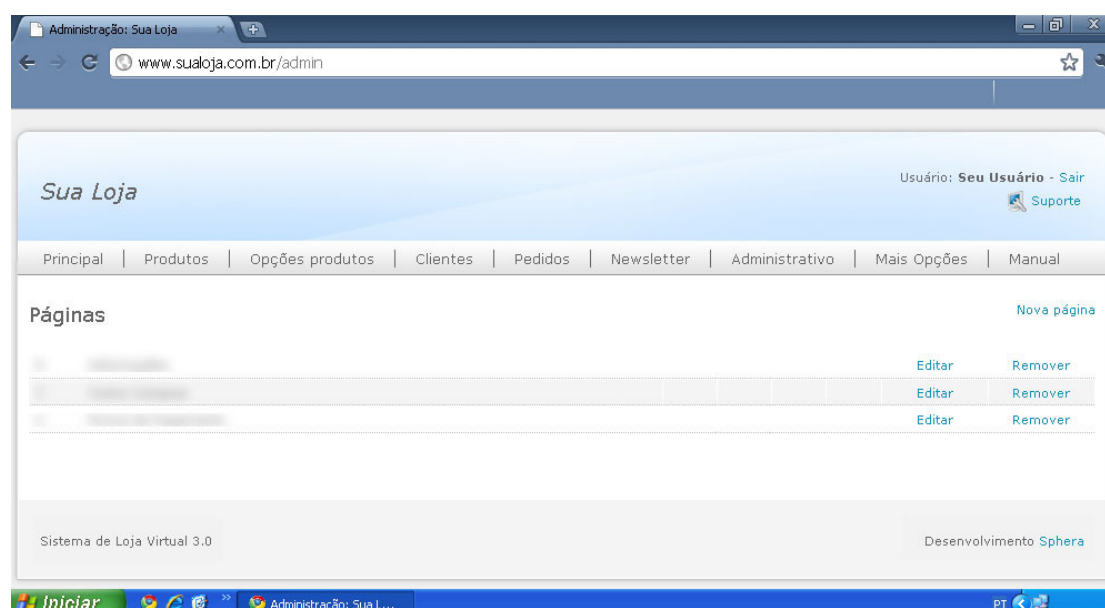 Administração: Sua Loja
www.sualoja.com.br/admin
Sua Loja
Usuário: Seu Usuário - Sair
Suporte
Principal | Produtos | Opções produtos | Clientes | Pedidos | Newsletter | Administrativo | Mais Opções | Manual
Páginas
Nova página
Editar Remover
Editar Remover
Editar Remover
Sistema de Loja Virtual 3.0
Desenvolvimento Sphera
Iniciar
Administração: Sua L...
PT